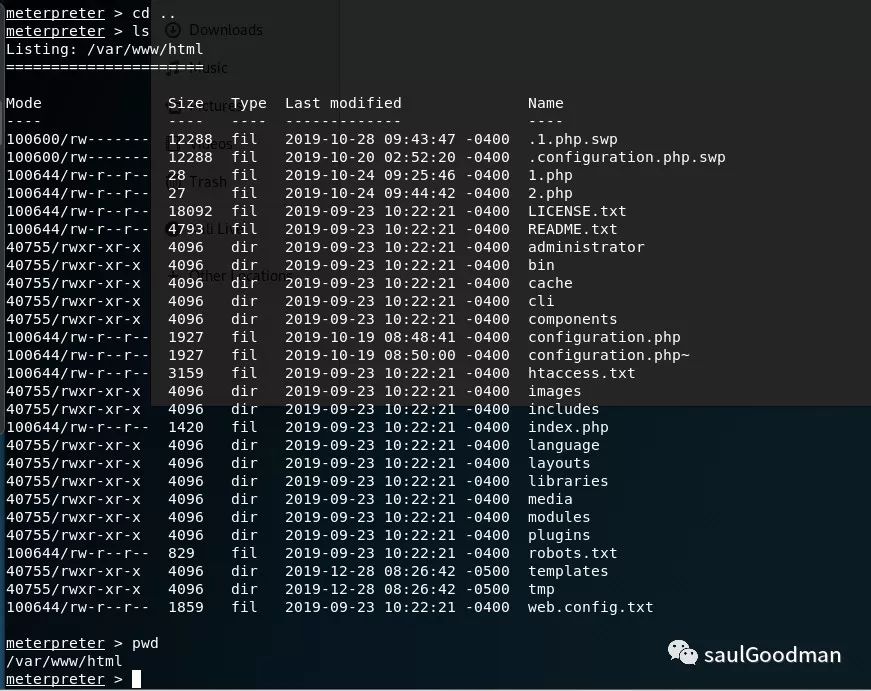 meterpreter > cd ..
meterpreter > ls
Listing: /var/www/html
======================
Mode Size Type Last modified Name
---- ---- ---- ------------- ----
100600/rw------- 12288 fil 2019-10-28 09:43:47 -0400 .1.php.swp
100600/rw------- 12288 fil 2019-10-20 02:52:20 -0400 .configuration.php.swp
100644/rw-r--r-- 28 fil 2019-10-24 09:25:46 -0400 1.php
100644/rw-r--r-- 27 fil 2019-10-24 09:44:42 -0400 2.php
100644/rw-r--r-- 18092 fil 2019-09-23 10:22:21 -0400 LICENSE.txt
100644/rw-r--r-- 4793 fil 2019-09-23 10:22:21 -0400 README.txt
40755/rwxr-xr-x 4096 dir 2019-09-23 10:22:21 -0400 administrator
40755/rwxr-xr-x 4096 dir 2019-09-23 10:22:21 -0400 bin
40755/rwxr-xr-x 4096 dir 2019-09-23 10:22:21 -0400 cache
40755/rwxr-xr-x 4096 dir 2019-09-23 10:22:21 -0400 cli
40755/rwxr-xr-x 4096 dir 2019-09-23 10:22:21 -0400 components
100644/rw-r--r-- 1927 fil 2019-10-19 08:48:41 -0400 configuration.php
100644/rw-r--r-- 1927 fil 2019-10-19 08:50:00 -0400 configuration.php~
100644/rw-r--r-- 3159 fil 2019-09-23 10:22:21 -0400 htaccess.txt
40755/rwxr-xr-x 4096 dir 2019-09-23 10:22:21 -0400 images
40755/rwxr-xr-x 4096 dir 2019-09-23 10:22:21 -0400 includes
100644/rw-r--r-- 1420 fil 2019-09-23 10:22:21 -0400 index.php
40755/rwxr-xr-x 4096 dir 2019-09-23 10:22:21 -0400 language
40755/rwxr-xr-x 4096 dir 2019-09-23 10:22:21 -0400 layouts
40755/rwxr-xr-x 4096 dir 2019-09-23 10:22:21 -0400 libraries
40755/rwxr-xr-x 4096 dir 2019-09-23 10:22:21 -0400 media
40755/rwxr-xr-x 4096 dir 2019-09-23 10:22:21 -0400 modules
40755/rwxr-xr-x 4096 dir 2019-09-23 10:22:21 -0400 plugins
100644/rw-r--r-- 829 fil 2019-09-23 10:22:21 -0400 robots.txt
40755/rwxr-xr-x 4096 dir 2019-12-28 08:26:42 -0500 templates
40755/rwxr-xr-x 4096 dir 2019-12-28 08:26:42 -0500 tmp
100644/rw-r--r-- 1859 fil 2019-09-23 10:22:21 -0400 web.config.txt
meterpreter > pwd
/var/www/html
meterpreter >
Downloads
Music
Trash
Other Locations
saulGoodman